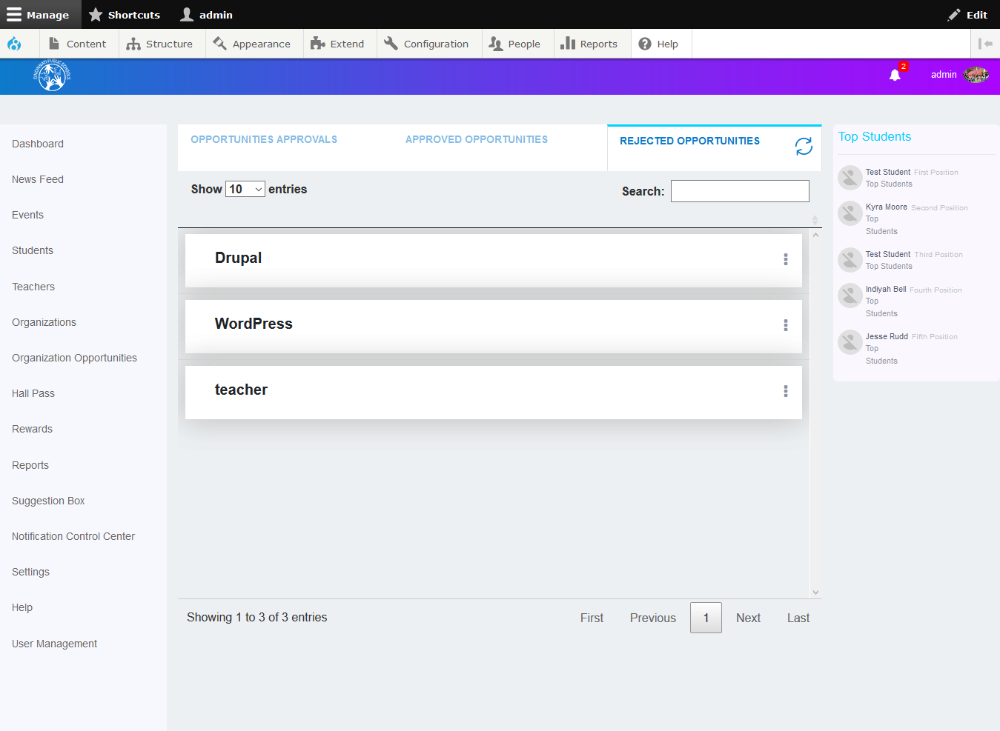 Manage Shortcuts admin Edit
Content Structure Appearance Extend Configuration People Reports Help
CINCINNATI PUBLIC SCHOOLS
2
admin
Dashboard
News Feed
Events
Students
Teachers
Organizations
Organization Opportunities
Hall Pass
Rewards
Reports
Suggestion Box
Notification Control Center
Settings
Help
User Management
OPPORTUNITIES APPROVALS APPROVED OPPORTUNITIES REJECTED OPPORTUNITIES
Show 10 entries Search:
Drupal
WordPress
teacher
Showing 1 to 3 of 3 entries First Previous 1 Next Last
Top Students
Test Student First Position
Top Students
Kyra Moore Second Position
Top
Students
Test Student Third Position
Top Students
Indiyah Bell Fourth Position
Top
Students
Jesse Rudd Fifth Position
Top
Students